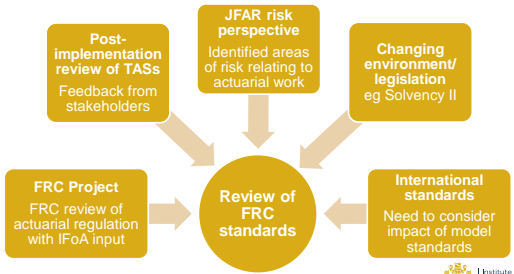 Post-
implementation
review of TASs
Feedback from
stakeholders
JFAR risk
perspective
Identified areas
of risk relating to
actuarial work
Changing
environment/
legislation
eg Solvency II
FRC Project
FRC review of
actuarial regulation
with IFoA input
Review of
FRC
standards
International
standards
Need to consider
impact of model
standards
Institute